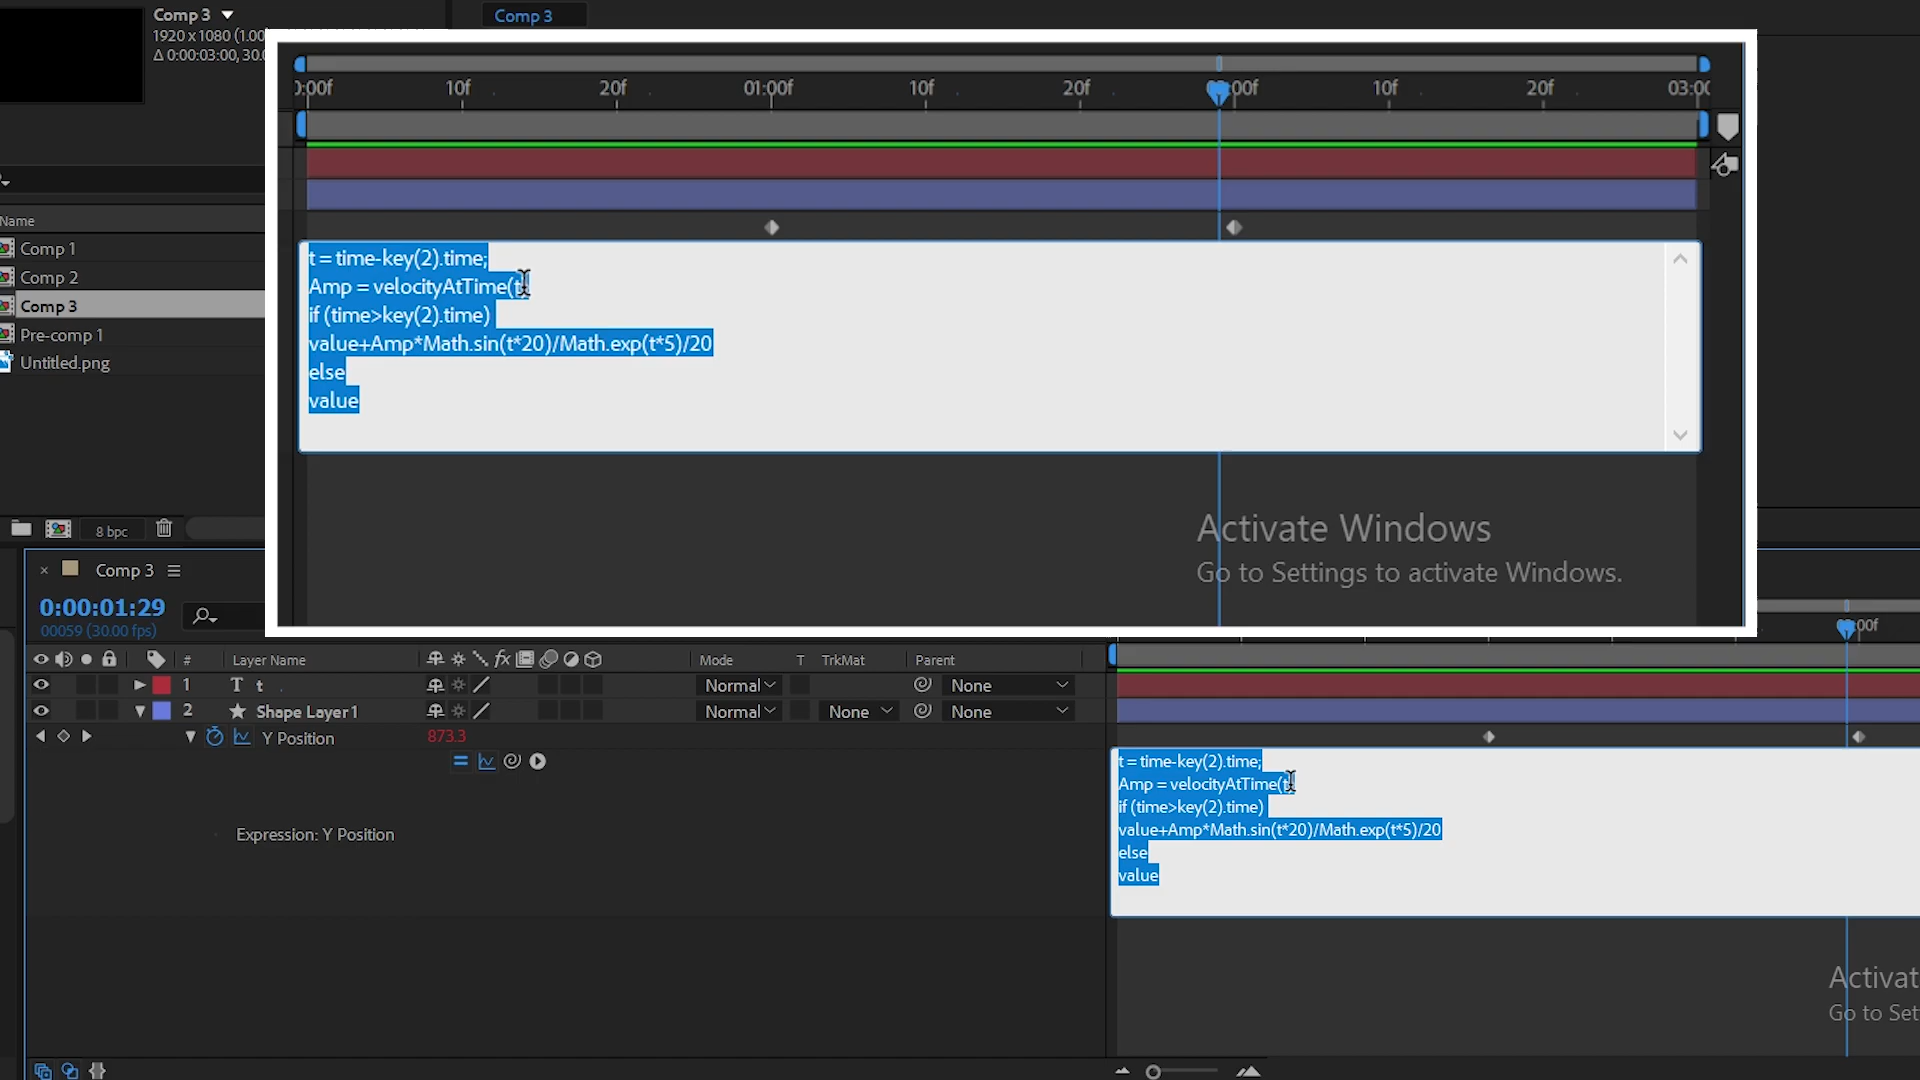 Comp 3
Comp 3
1920 x 1080 (1.00
Δ 0:00:03:00, 30.0
:00f 10f 20f 01:00f 10f 20f :00f 10f 20f 03:00
Name
Comp 1
Comp 2
Comp 3
Pre-comp 1
Untitled.png
t = time-key(2).time;
Amp = velocityAtTime(t
if (time>key(2).time)
value+Amp*Math.sin(t*20)/Math.exp(t*5)/20
else
value
Activate Windows
Go to Settings to activate Windows.
8 bpc
Comp 3
0:00:01:29
00059 (30.00 fps)
:00f
# Layer Name fx Mode T TrkMat Parent
1 T t Normal None
2 Shape Layer 1 Normal None None
Y Position 873.3
Expression: Y Position
t = time-key(2).time;
Amp = velocityAtTime(t
if (time>key(2).time)
value+Amp*Math.sin(t*20)/Math.exp(t*5)/20
else
value
Activat
Go to Set